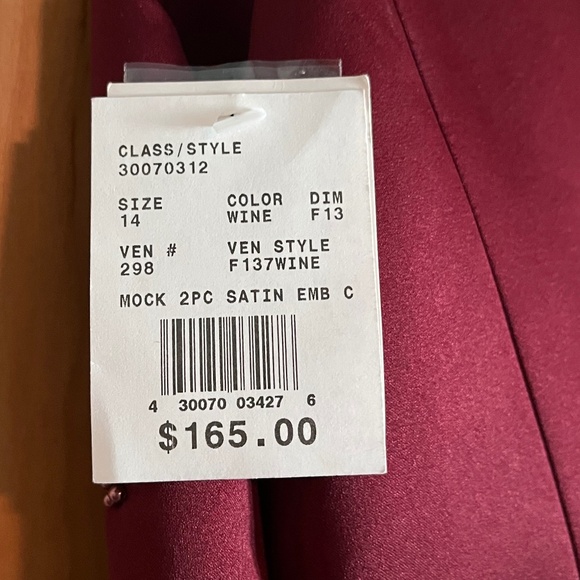 CLASS/STYLE
30070312
SIZE COLOR DIM
14 WINE F13
VEN # VEN STYLE
298 F137WINE
MOCK 2PC SATIN EMB C
4 30070 03427 6
$165.00